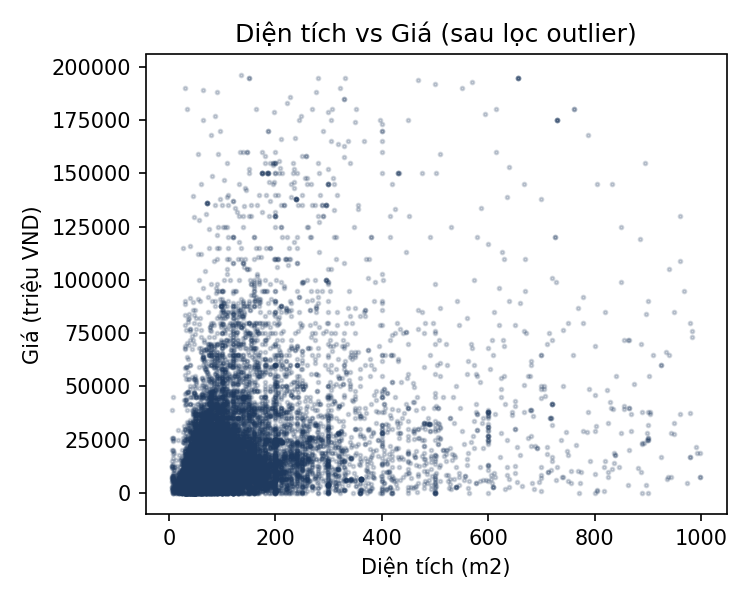 Diện tích vs Giá (sau lọc outlier)
200000
175000
150000
125000
100000
75000
50000
25000
0
Giá (triệu VND)
0 200 400 600 800 1000
Diện tích (m2)